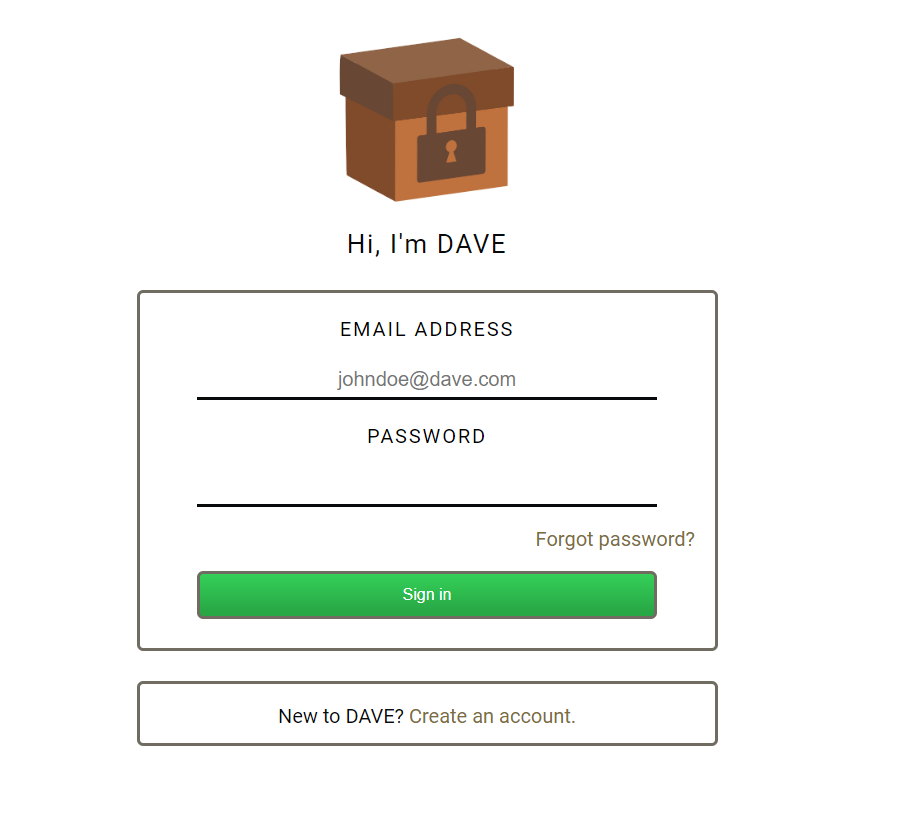 Hi, I'm DAVE
EMAIL ADDRESS
johndoe@dave.com
PASSWORD
Forgot password?
Sign in
New to DAVE? Create an account.